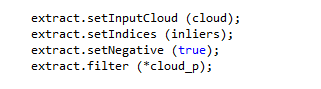 extract.setInputCloud (cloud);
extract.setIndices (inliers);
extract.setNegative (true);
extract.filter (*cloud_p);